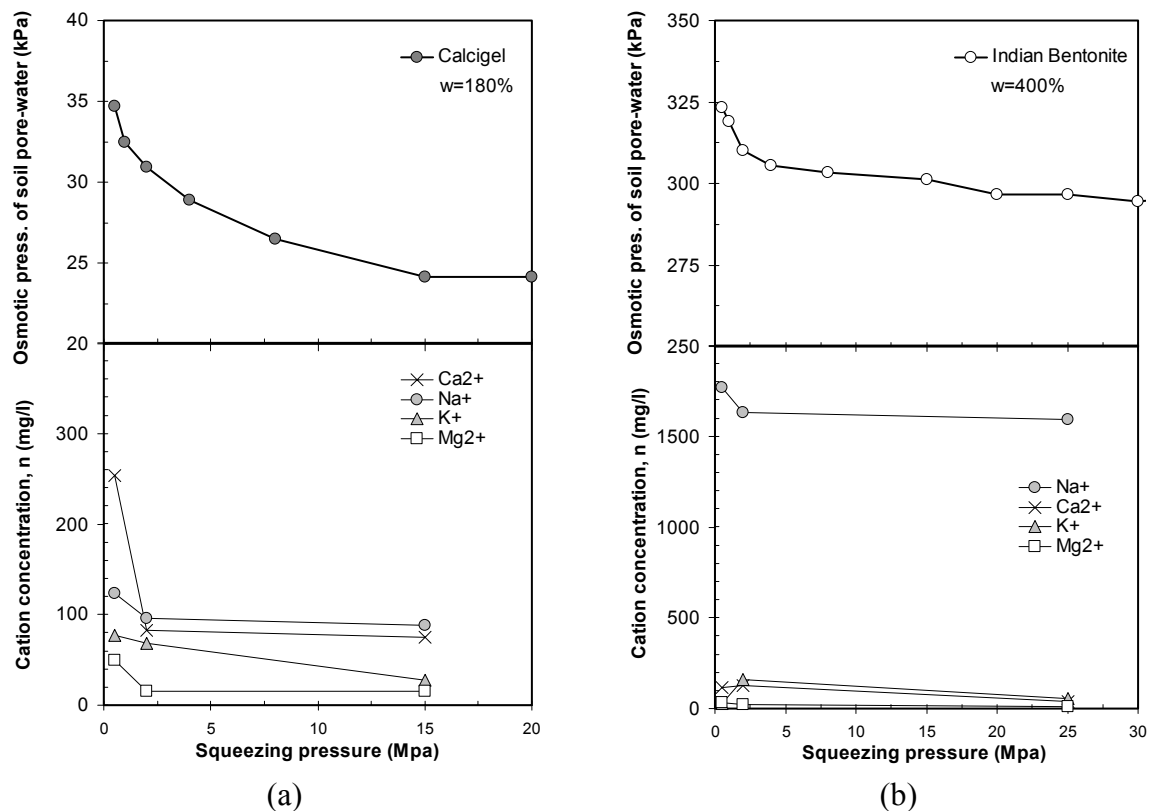 Osmotic press. of soil pore-water (kPa)
40
35
30
25
20
Calcigel
w=180%
Cation concentration, n (mg/l)
300
200
100
0
Ca2+
Na+
K+
Mg2+
0 5 10 15 20
Squeezing pressure (Mpa)
(a)
Osmotic pres. of soil pore-water (kPa)
350
325
300
275
250
Indian Bentonite
w=400%
Cation concentration, n (mg/l)
1500
1000
500
0
Na+
Ca2+
K+
Mg2+
0 5 10 15 20 25 30
Squeezing pressure (Mpa)
(b)